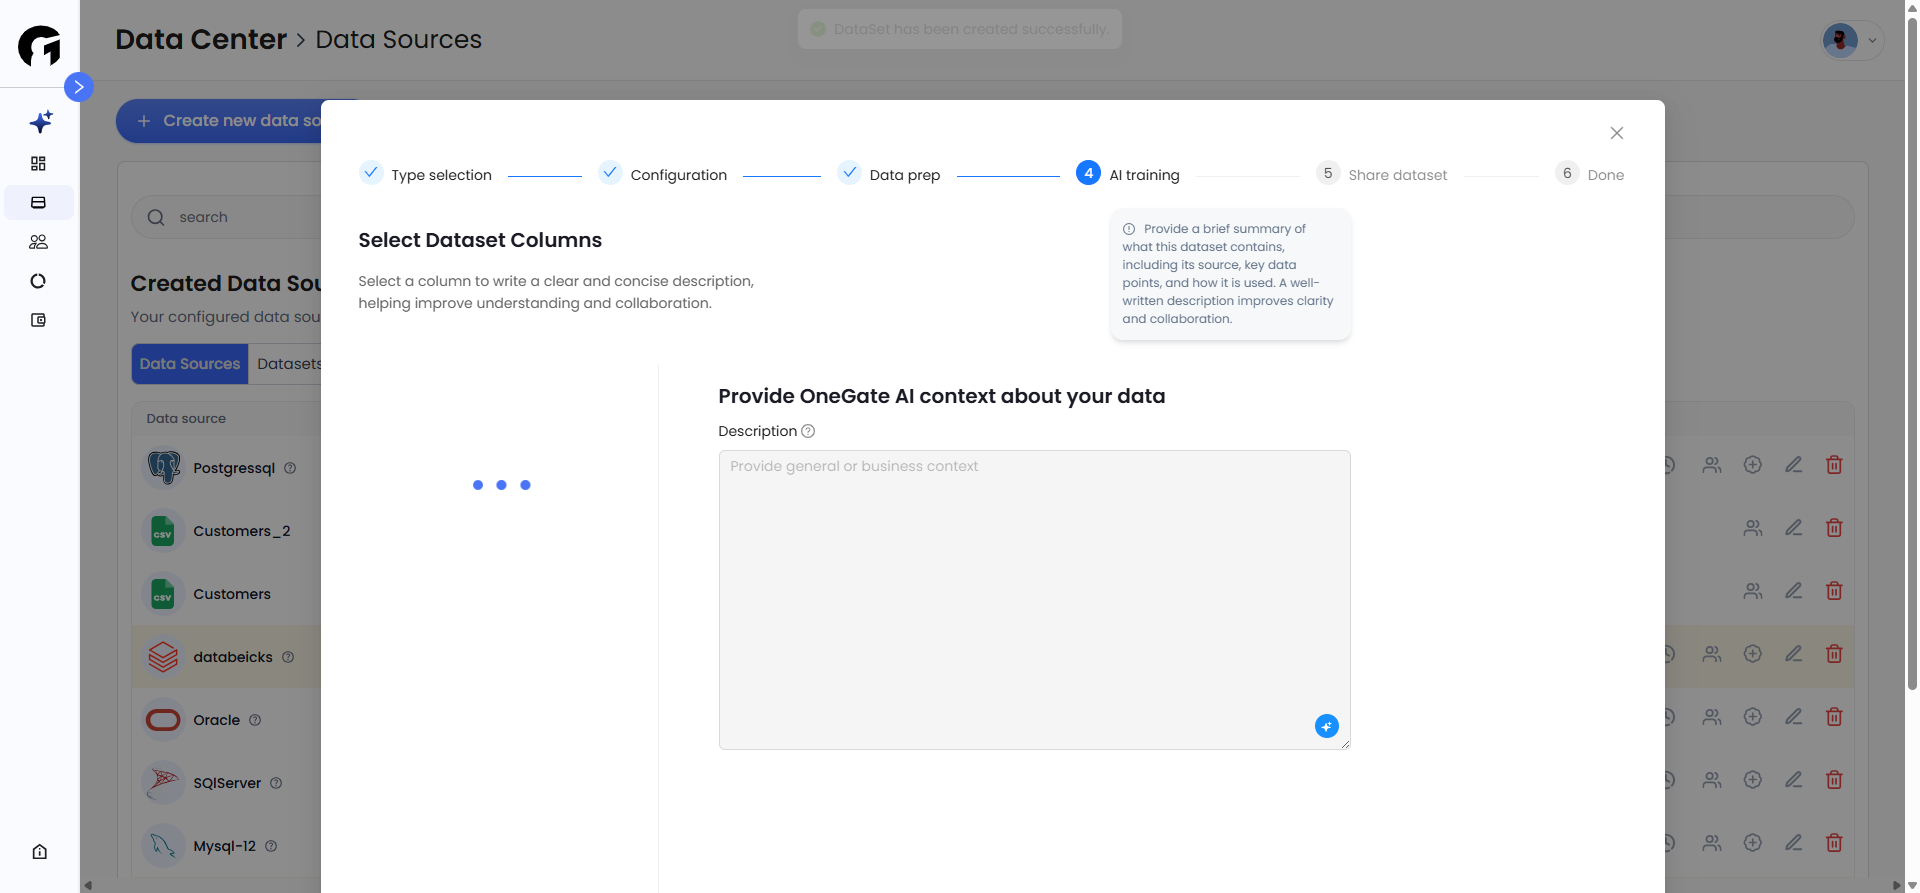 Data Center > Data Sources
DataSet has been created successfully.
Create new data so
search
Created Data Sou
Your configured data sou
Data Sources
Datasets
Data source
Postgressql
Customers_2
Customers
databeicks
Oracle
SQlServer
Mysql-12
Type selection
Configuration
Data prep
4 AI training
5 Share dataset
6 Done
Select Dataset Columns
Select a column to write a clear and concise description,
helping improve understanding and collaboration.
Provide a brief summary of
what this dataset contains,
including its source, key data
points, and how it is used. A well-
written description improves clarity
and collaboration.
Provide OneGate AI context about your data
Description
Provide general or business context